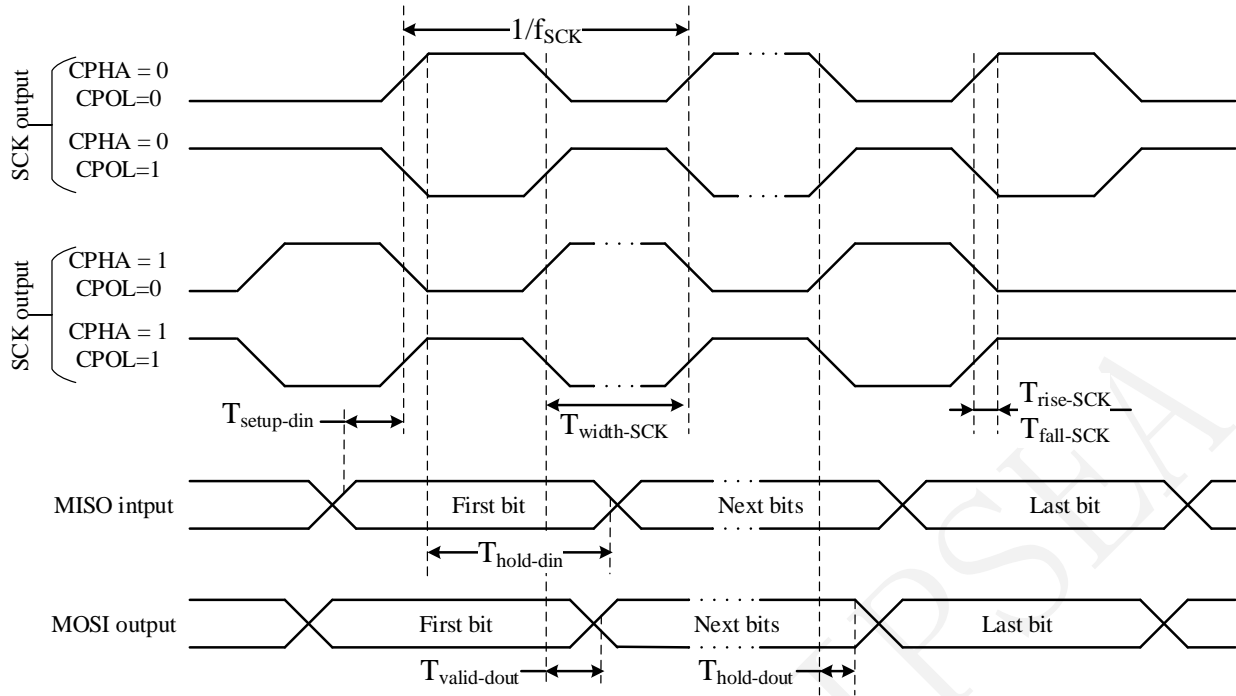 1/fSCK
SCK output
CPHA = 0
CPOL=0
CPHA = 0
CPOL=1
SCK output
CPHA = 1
CPOL=0
CPHA = 1
CPOL=1
Tsetup-din
Twidth-SCK
Trise-SCK
Tfall-SCK
MISO intput
First bit
Next bits
Last bit
Thold-din
MOSI output
First bit
Next bits
Last bit
Tvalid-dout
Thold-dout